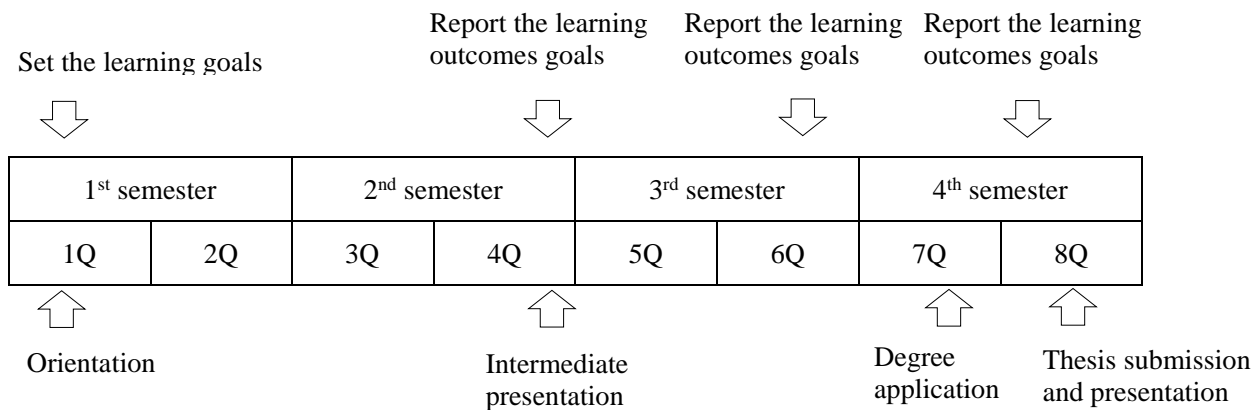 Set the learning goals
Report the learning
outcomes goals
Report the learning
outcomes goals
Report the learning
outcomes goals
1st semester
2nd semester
3rd semester
4th semester
1Q
2Q
3Q
4Q
5Q
6Q
7Q
8Q
Orientation
Intermediate
presentation
Degree
application
Thesis submission
and presentation